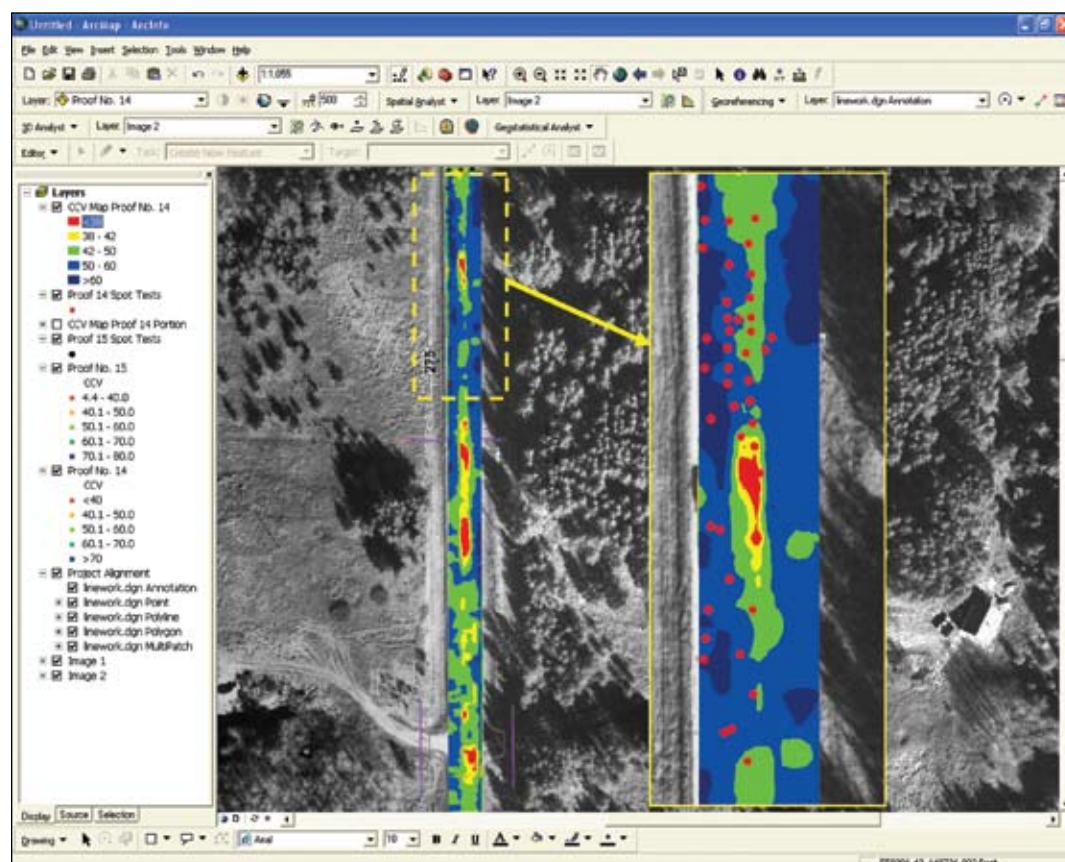 Untitled - ArcMap - ArcInfo
File Edit View Insert Selection Tools Window Help
1:1,055
Layer: Proof No. 14 500 Spatial Analyst Layer: Image 2 Georeferencing Layer: linework.dgn Annotation
3D Analyst Layer: Image 2 Geostatistical Analyst
Editor Task: Create New Feature... Target:
Layers
CCV Map Proof No. 14
38 - 42
42 - 50
50 - 60
>60
Proof 14 Spot Tests
CCV Map Proof 14 Portion
Proof 15 Spot Tests
Proof No. 15
CCV
4.4 - 40.0
40.1 - 50.0
50.1 - 60.0
60.1 - 70.0
70.1 - 80.0
Proof No. 14
CCV
<40
40.1 - 50.0
50.1 - 60.0
60.1 - 70.0
>70
Project Alignment
linework.dgn Annotation
linework.dgn Point
linework.dgn Polyline
linework.dgn Polygon
linework.dgn MultiPatch
Image 1
Image 2
275
Display Source Selection
Drawing Arial 10 B I U A